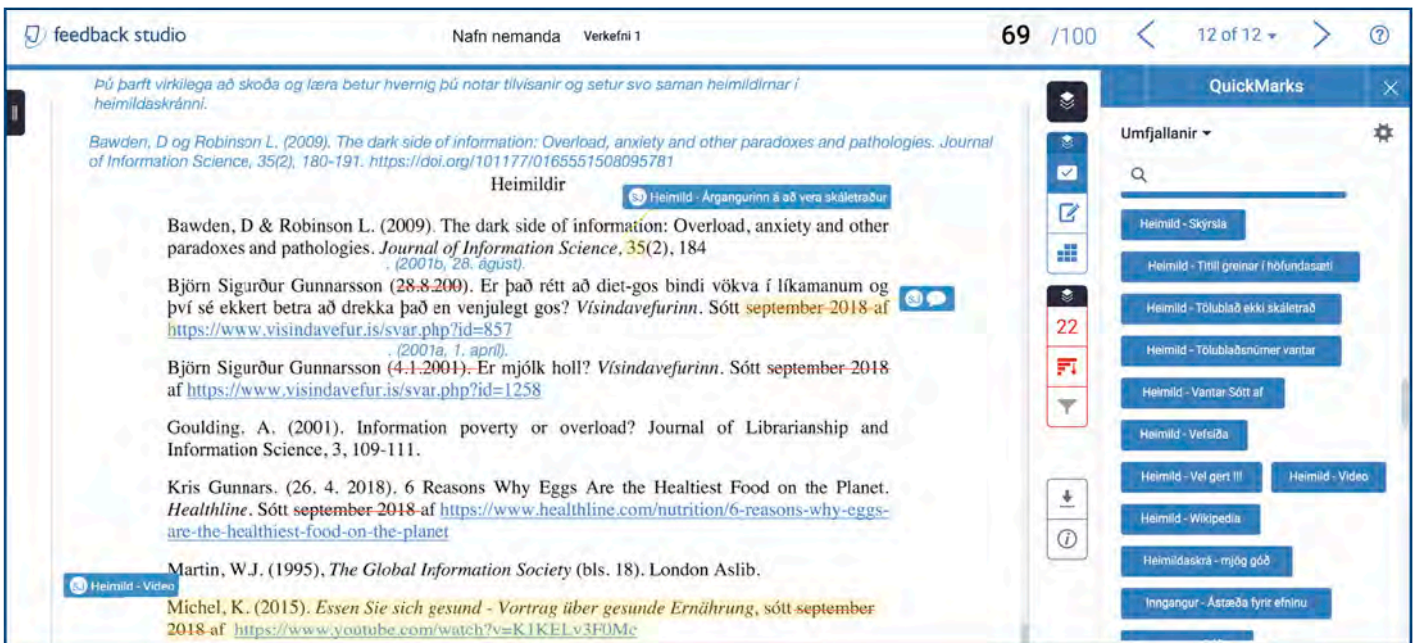 feedback studio
Nafn nemanda Verkefni 1
69 /100
12 of 12
Þú þarft virkilega að skoða og læra betur hvernig þú notar tilvísanir og setur svo saman heimildirnar í
heimildaskránni.
Bawden, D og Robinson L. (2009). The dark side of information: Overload, anxiety and other paradoxes and pathologies. Journal
of Information Science, 35(2), 180-191. https://doi.org/101177/0165551508095781
Heimildir
SJ Heimild - Árgangurinn á að vera skáletraður
Bawden, D & Robinson L. (2009). The dark side of information: Overload, anxiety and other
paradoxes and pathologies. Journal of Information Science, 35(2), 184
. (2001b, 28. ágúst).
Björn Sigurður Gunnarsson (28.8.200). Er það rétt að diet-gos bindi vökva í líkamanum og
því sé ekkert betra að drekka það en venjulegt gos? Vísindavefurinn. Sótt september 2018 af
SJ
https://www.visindavefur.is/svar.php?id=857
. (2001a, 1. apríl).
Björn Sigurður Gunnarsson (4.1.2001). Er mjólk holl? Vísindavefurinn. Sótt september 2018
af https://www.visindavefur.is/svar.php?id=1258
Goulding. A. (2001). Information poverty or overload? Journal of Librarianship and
Information Science, 3, 109-111.
Kris Gunnars. (26. 4. 2018). 6 Reasons Why Eggs Are the Healtiest Food on the Planet.
Healthline. Sótt september 2018 af https://www.healthline.com/nutrition/6-reasons-why-eggs-
are-the-healthiest-food-on-the-planet
Martin, W.J. (1995), The Global Information Society (bls. 18). London Aslib.
SJ Heimild - Video
Michel, K. (2015). Essen Sie sich gesund - Vortrag über gesunde Ernährung, sótt september
2018 af https://www.youtube.com/watch?v=K1KELv3F0Mc
22
QuickMarks
Umfjallanir
Heimild - Skýrsla
Heimild - Titill greinar í höfundasæti
Heimild - Tölublað ekki skáletrað
Heimild - Tölublaðsnúmer vantar
Heimild - Vantar Sótt af
Heimild - Vefsíða
Heimild - Vel gert !!! Heimild - Video
Heimild - Wikipedia
Heimildaskrá - mjög góð
Inngangur - Ástæða fyrir efninu